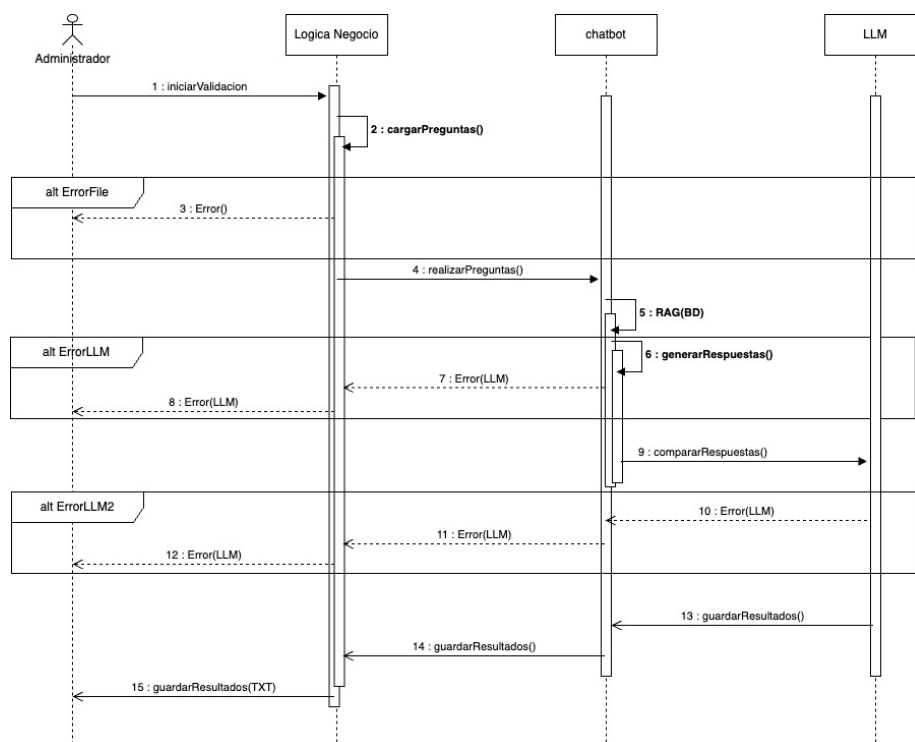 Administrador
Logica Negocio
chatbot
LLM
1 : iniciarValidacion
2 : cargarPreguntas()
alt ErrorFile
3 : Error()
4 : realizarPreguntas()
5 : RAG(BD)
alt ErrorLLM
6 : generarRespuestas()
7 : Error(LLM)
8 : Error(LLM)
9 : compararRespuestas()
alt ErrorLLM2
10 : Error(LLM)
11 : Error(LLM)
12 : Error(LLM)
13 : guardarResultados()
14 : guardarResultados()
15 : guardarResultados(TXT)